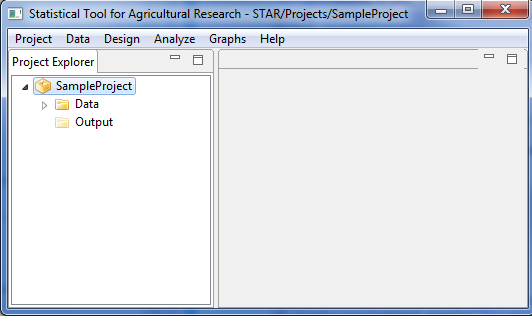 Statistical Tool for Agricultural Research - STAR/Projects/SampleProject
Project Data Design Analyze Graphs Help
Project Explorer
SampleProject
Data
Output